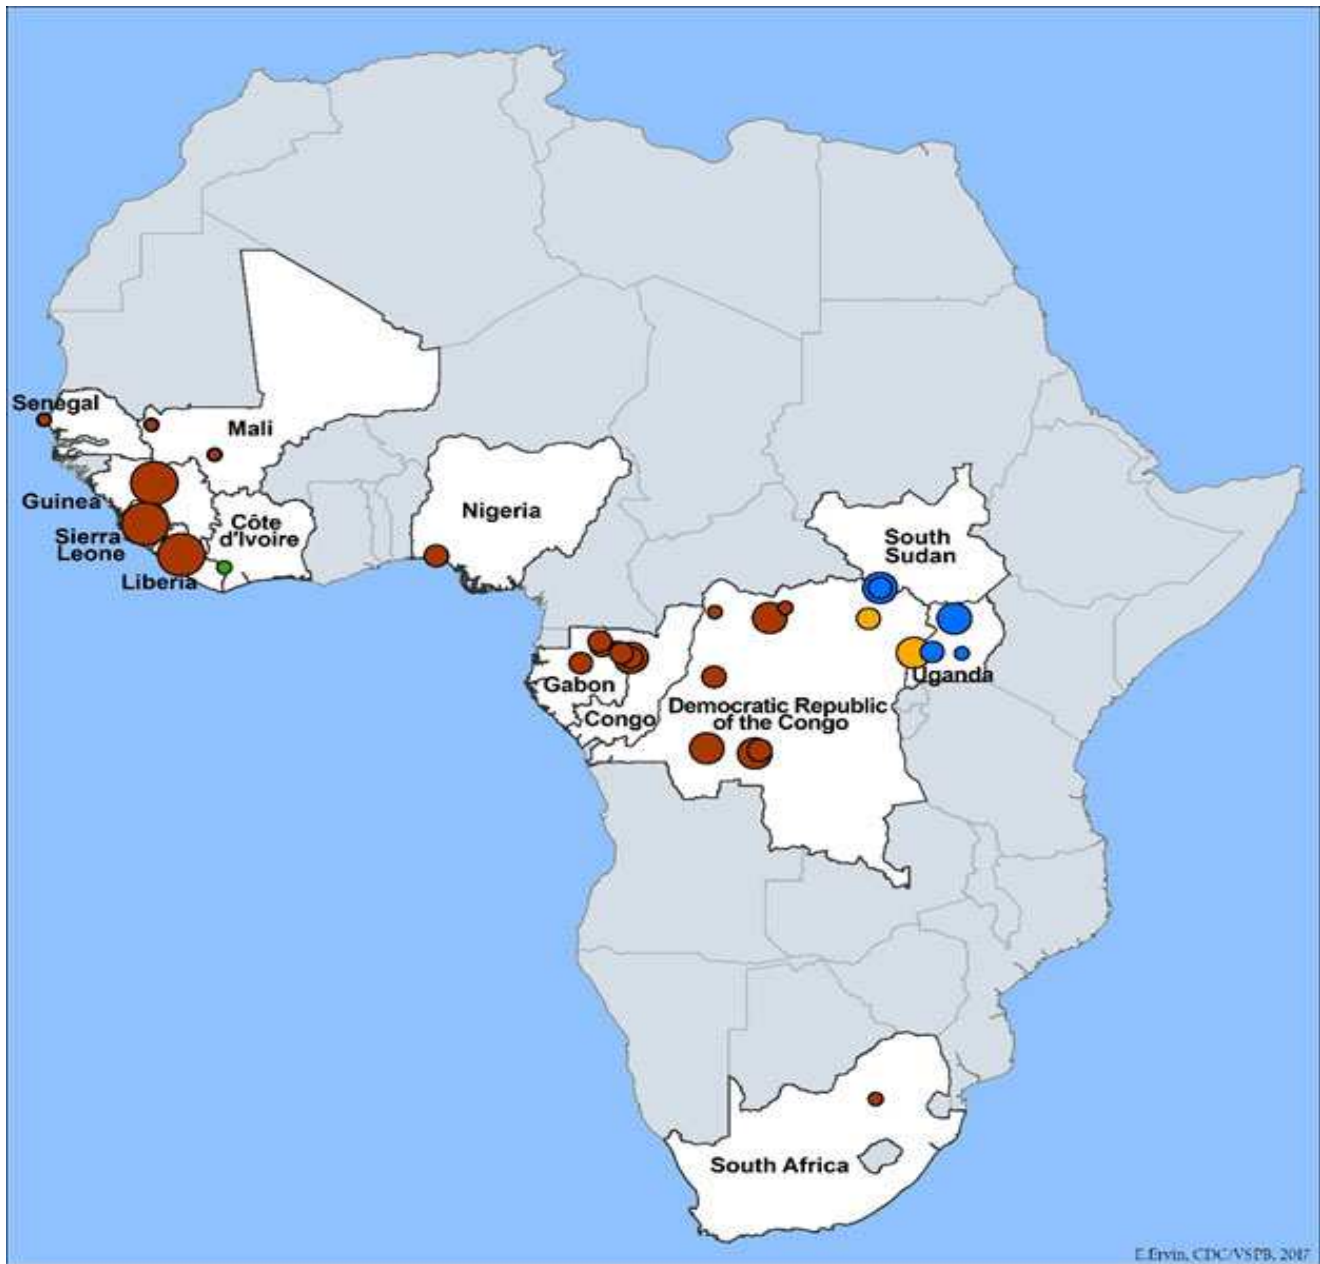 Senegal
Mali
Guinea
Sierra
Leone
Côte
d'Ivoire
Liberia
Nigeria
South
Sudan
Uganda
Gabon
Congo
Democratic Republic
of the Congo
South Africa
E.Ervin, CDC/VSPB, 2017